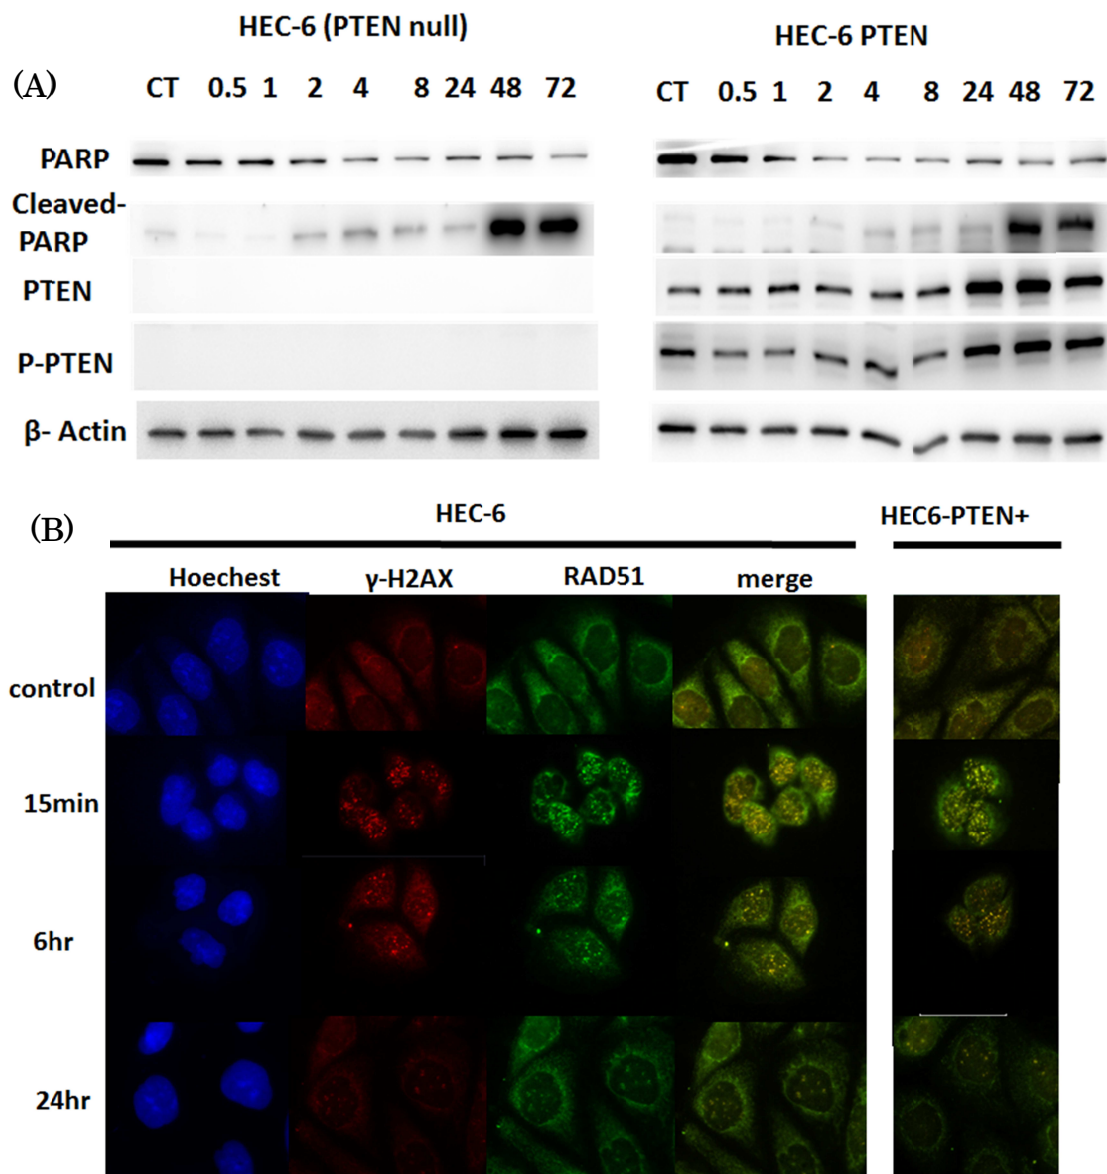 HEC-6 (PTEN null)
HEC-6 PTEN
(A)
CT 0.5 1 2 4 8 24 48 72
CT 0.5 1 2 4 8 24 48 72
PARP
Cleaved-
PARP
PTEN
P-PTEN
β- Actin
(B)
HEC-6
HEC6-PTEN+
Hoechest γ-H2AX RAD51 merge
control
15min
6hr
24hr